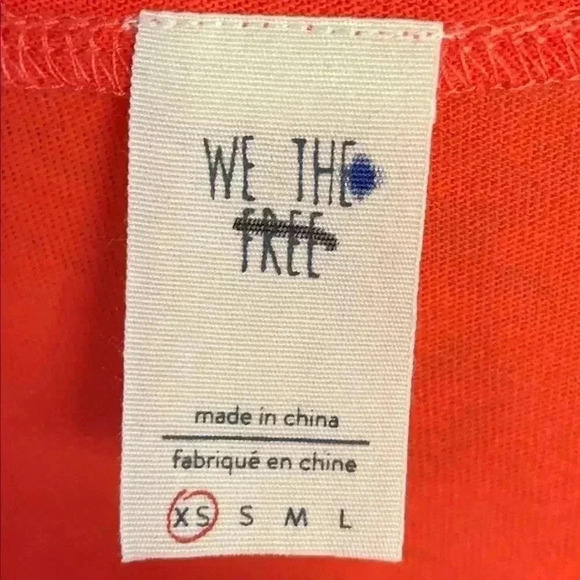 WE THE
FREE
made in china
fabriqué en chine
XS S M L